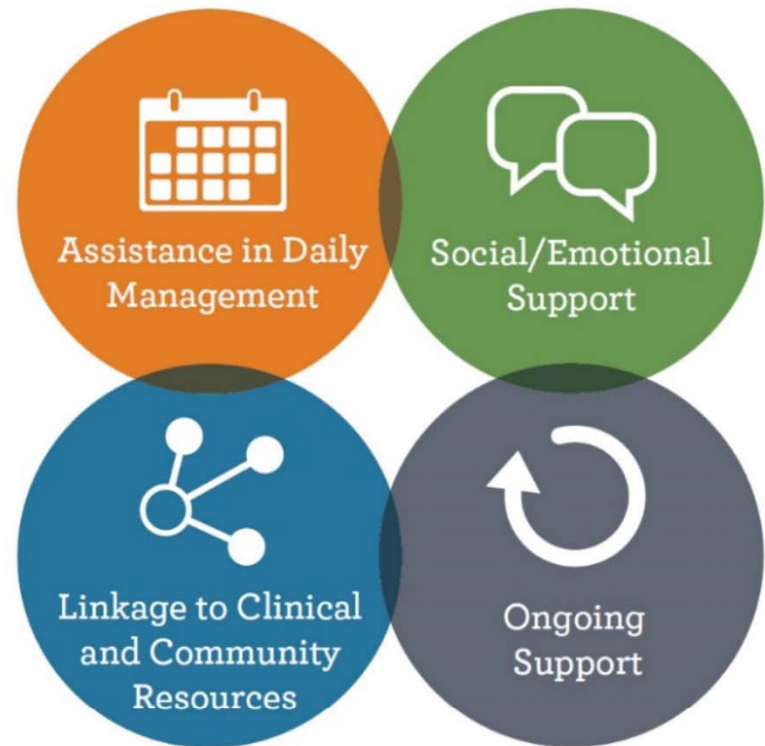 Assistance in Daily
Management
Social/Emotional
Support
Linkage to Clinical
and Community
Resources
Ongoing
Support